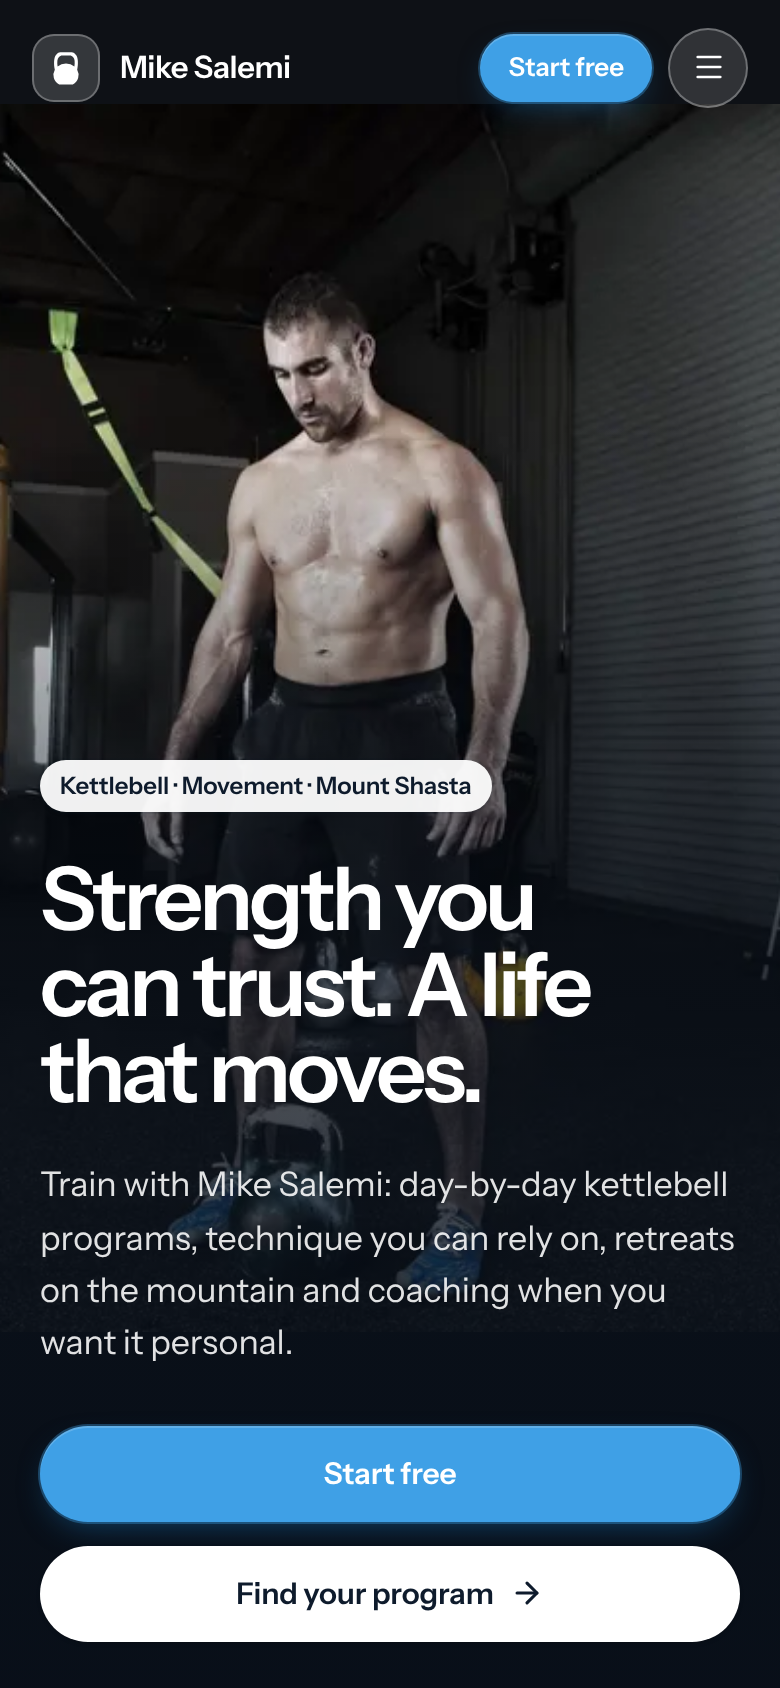 Mike Salemi
Start free
Kettlebell · Movement · Mount Shasta
Strength you
can trust. A life
that moves.
Train with Mike Salemi: day-by-day kettlebell
programs, technique you can rely on, retreats
on the mountain and coaching when you
want it personal.
Start free
Find your program →